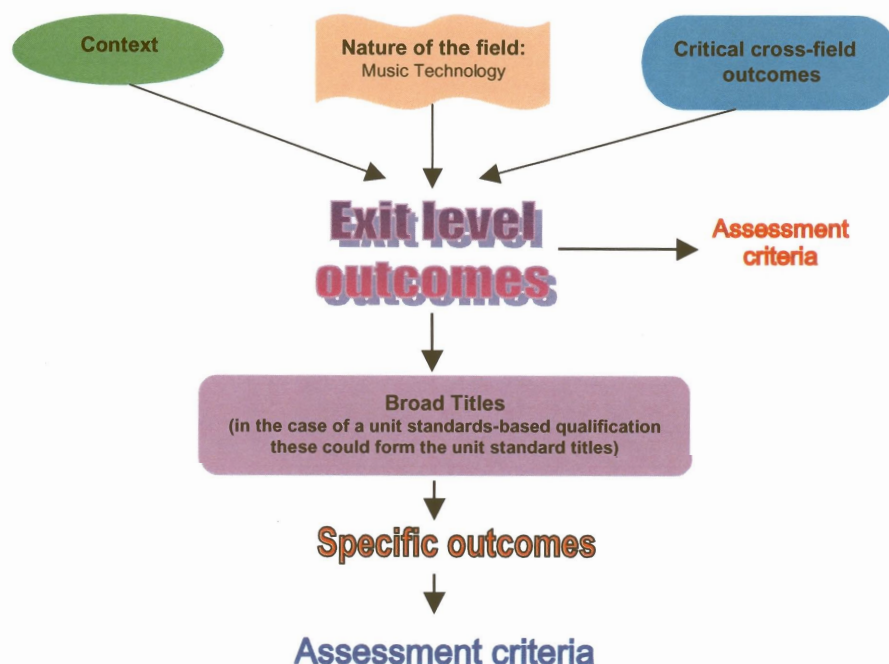 Context
Nature of the field:
Music Technology
Critical cross-field
outcomes
Exit level
outcomes
Assessment
criteria
Broad Titles
(in the case of a unit standards-based qualification
these could form the unit standard titles)
Specific outcomes
Assessment criteria